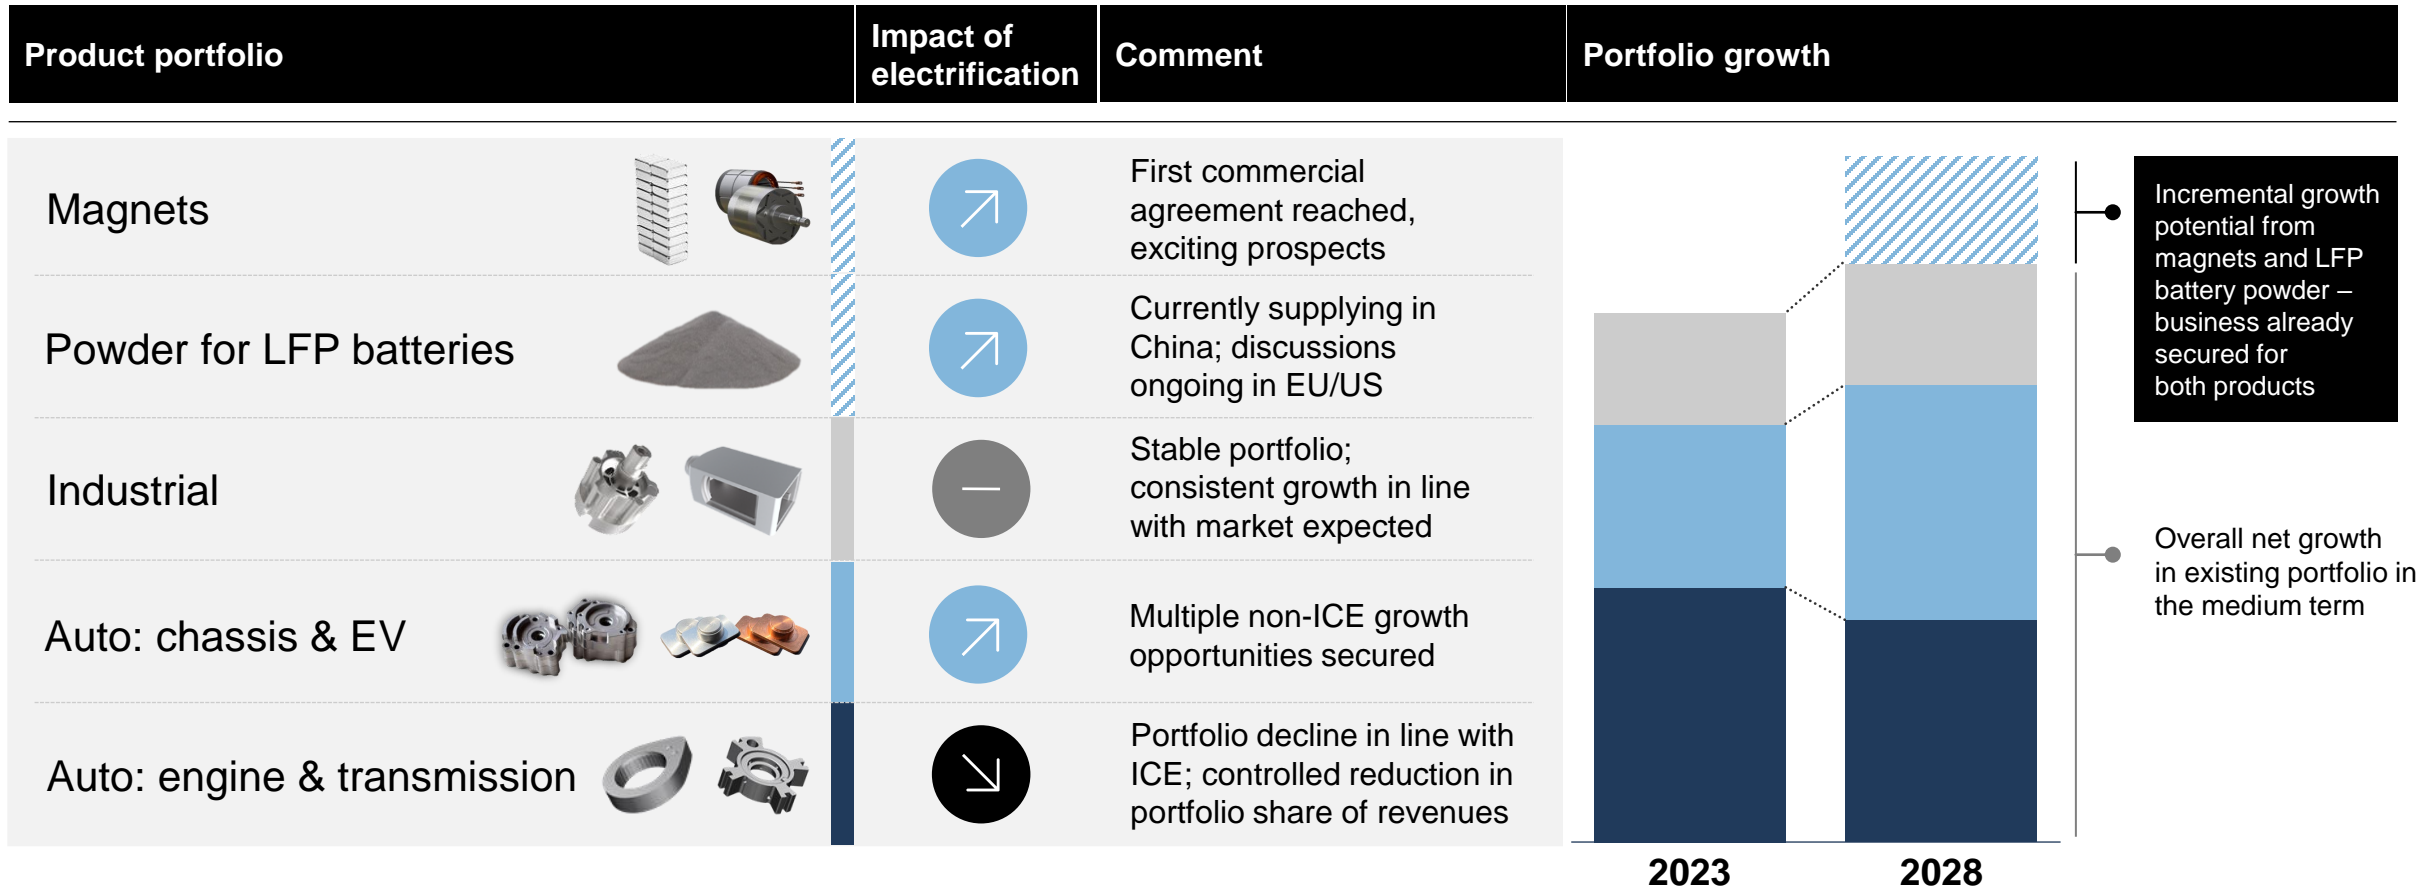 Product portfolio
Impact of
electrification
Comment
Portfolio growth
Magnets
First commercial
agreement reached,
exciting prospects
Powder for LFP batteries
Currently supplying in
China; discussions
ongoing in EU/US
Industrial
Stable portfolio;
consistent growth in line
with market expected
Auto: chassis & EV
Multiple non-ICE growth
opportunities secured
Auto: engine & transmission
Portfolio decline in line with
ICE; controlled reduction in
portfolio share of revenues
2023
2028
Incremental growth
potential from
magnets and LFP
battery powder –
business already
secured for
both products
Overall net growth
in existing portfolio in
the medium term